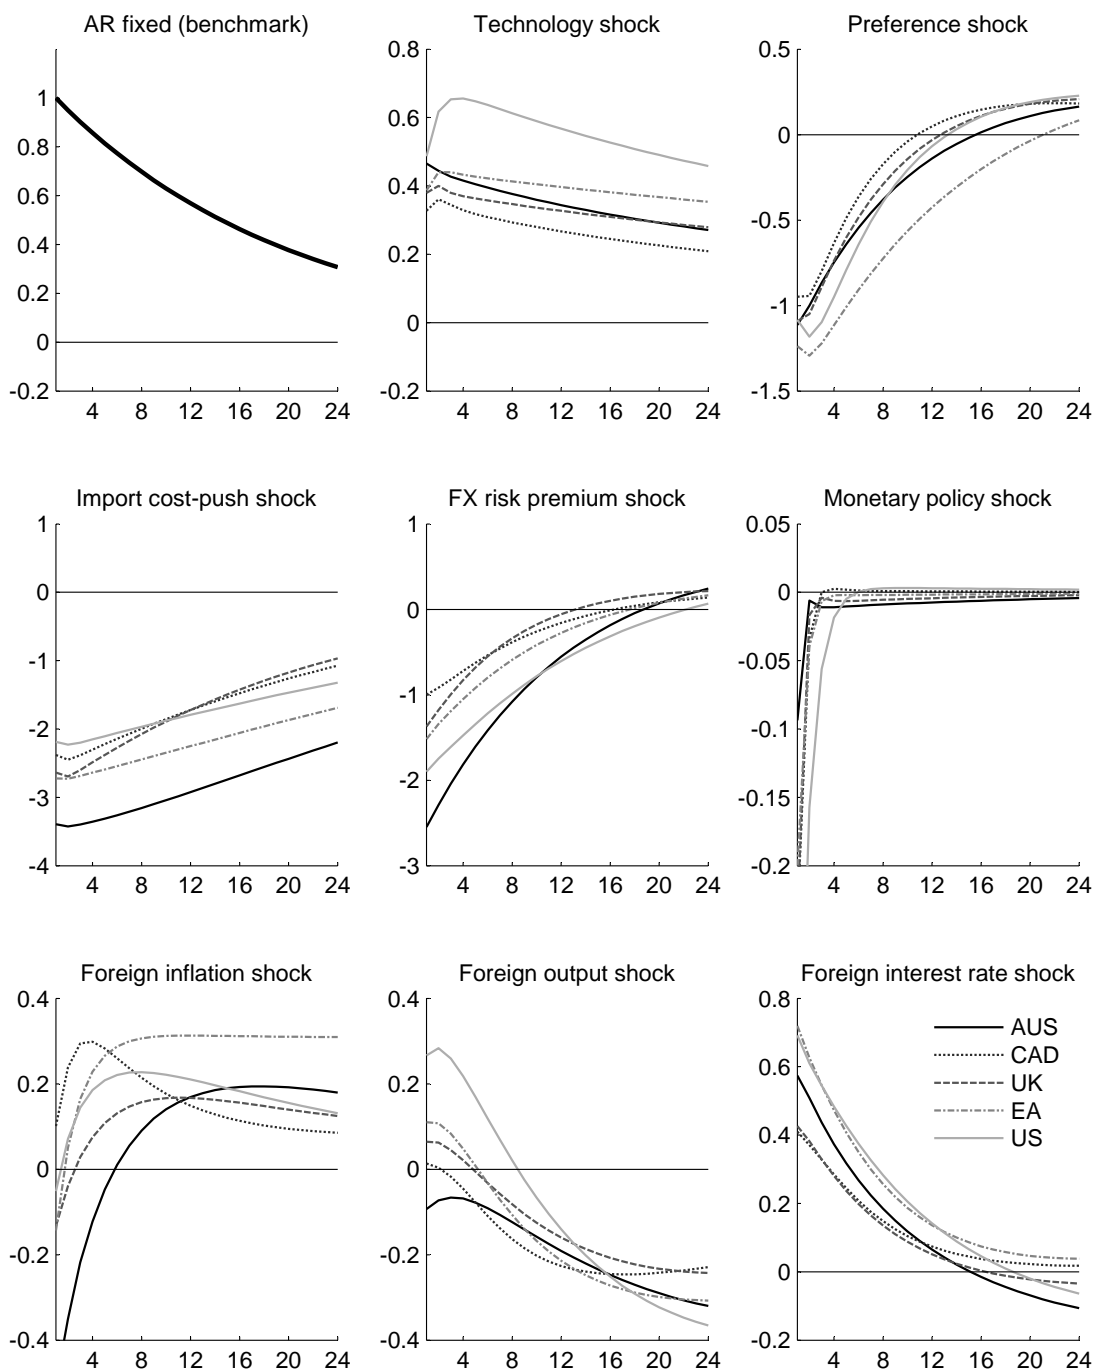 AR fixed (benchmark)
1
0.8
0.6
0.4
0.2
0
-0.2
4 8 12 16 20 24
Technology shock
0.8
0.6
0.4
0.2
0
-0.2
4 8 12 16 20 24
Preference shock
0.5
0
-0.5
-1
-1.5
4 8 12 16 20 24
Import cost-push shock
1
0
-1
-2
-3
-4
4 8 12 16 20 24
FX risk premium shock
1
0
-1
-2
-3
4 8 12 16 20 24
Monetary policy shock
0.05
0
-0.05
-0.1
-0.15
-0.2
4 8 12 16 20 24
Foreign inflation shock
0.4
0.2
0
-0.2
-0.4
4 8 12 16 20 24
Foreign output shock
0.4
0.2
0
-0.2
-0.4
4 8 12 16 20 24
Foreign interest rate shock
0.8
0.6
0.4
0.2
0
-0.2
4 8 12 16 20 24
AUS
CAD
UK
EA
US